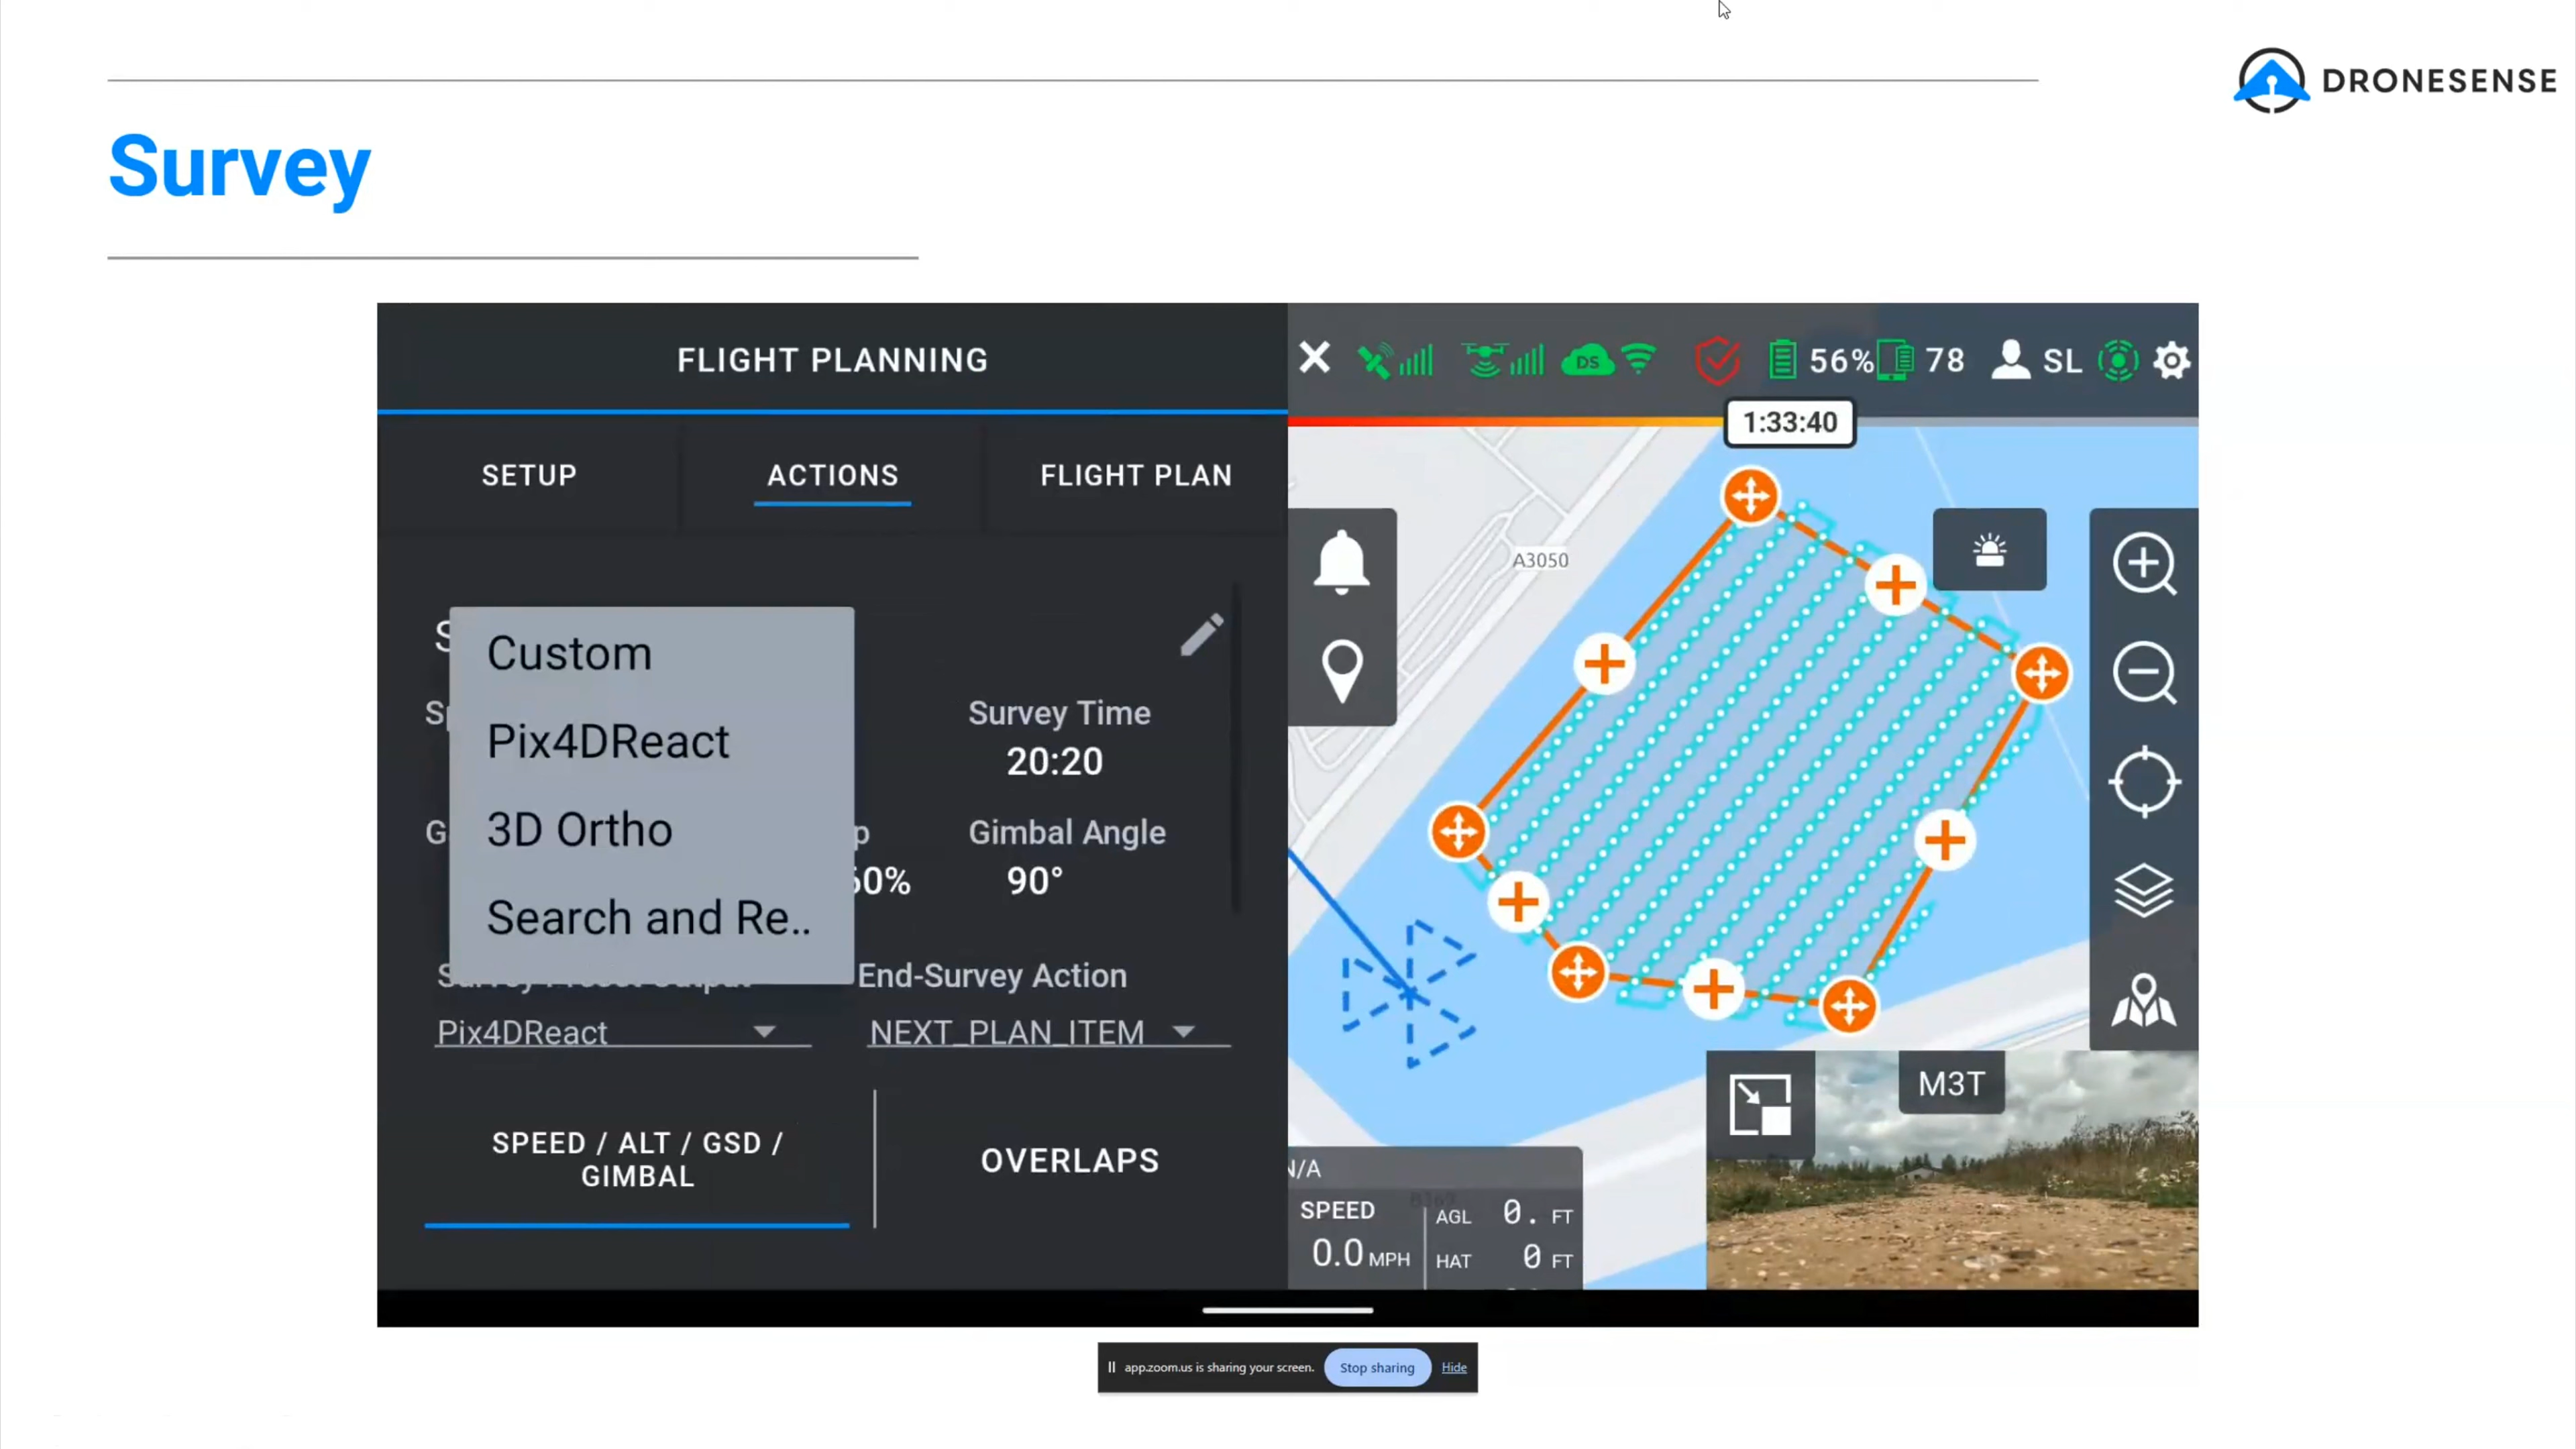 DRONESENSE
Survey
FLIGHT PLANNING
SETUP
ACTIONS
FLIGHT PLAN
Custom
Pix4DReact
3D Ortho
Search and Re..
Survey Time
20:20
Gimbal Angle
90°
End-Survey Action
Pix4DReact
NEXT_PLAN_ITEM
SPEED / ALT / GSD /
GIMBAL
OVERLAPS
DS
56%
78
SL
1:33:40
A3050
M3T
N/A
SPEED
0.0 MPH
AGL 0. FT
HAT 0 FT
app.zoom.us is sharing your screen.
Stop sharing
Hide